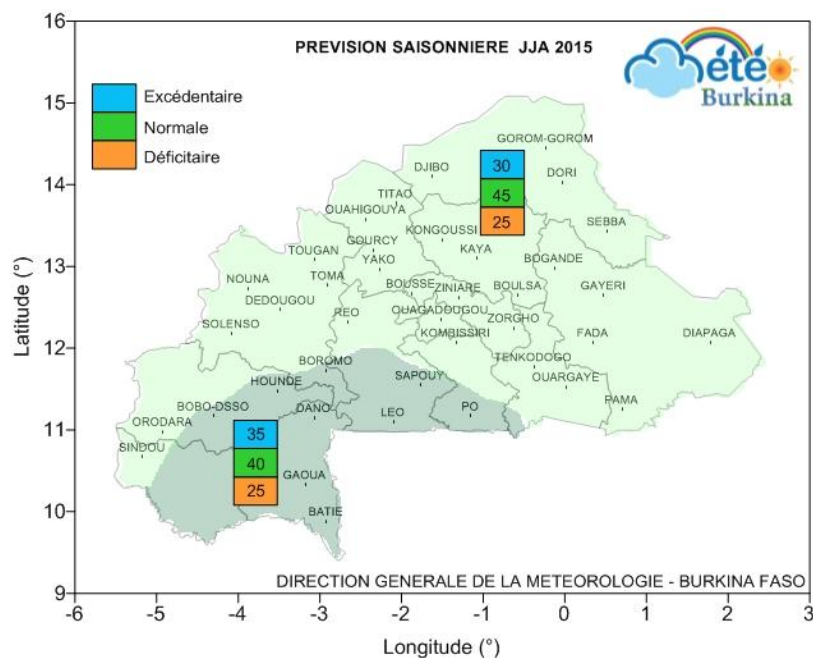 PREVISION SAISONNIERE JJA 2015
été
Burkina
Excédentaire
Normale
Déficitaire
16
15
14
13
12
11
10
9
Latitude (°)
GOROM-GOROM
DJIBO
DORI
30
45
25
TITAO
OUAHIGOUYA
SEBBA
KONGOUSSI
GOURCY
KAYA
TOUGAN
YAKO
BOGANDE
NOUNA
TOMA
BOUSSE
ZINIARE
BOULSA
GAYERI
DEDOUGOU
REO
OUAGADOUGOU
ZORGHO
SOLENSO
KOMBISSIRI
FADA
DIAPAGA
BOROMO
TENKODOGO
HOUNDE
SAPOUY
OUARGAYE
BOBO-DSSO
DANO
LEO
PO
PAMA
ORODARA
SINDOU
35
40
25
GAOUA
BATIE
DIRECTION GENERALE DE LA METEOROLOGIE - BURKINA FASO
-6 -5 -4 -3 -2 -1 0 1 2 3
Longitude (°)